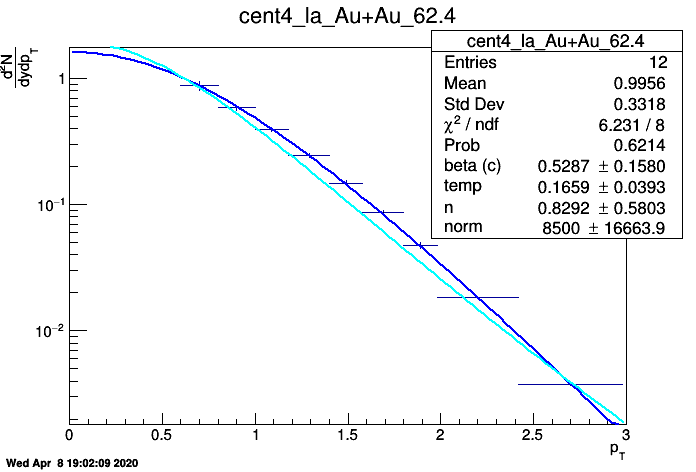 cent4_la_Au+Au_62.4
d²N
dydp_T
cent4_la_Au+Au_62.4
Entries 12
Mean 0.9956
Std Dev 0.3318
χ² / ndf 6.231 / 8
Prob 0.6214
beta (c) 0.5287 ± 0.1580
temp 0.1659 ± 0.0393
n 0.8292 ± 0.5803
norm 8500 ± 16663.9
1
10⁻¹
10⁻²
0 0.5 1 1.5 2 2.5 3
p_T
Wed Apr 8 19:02:09 2020